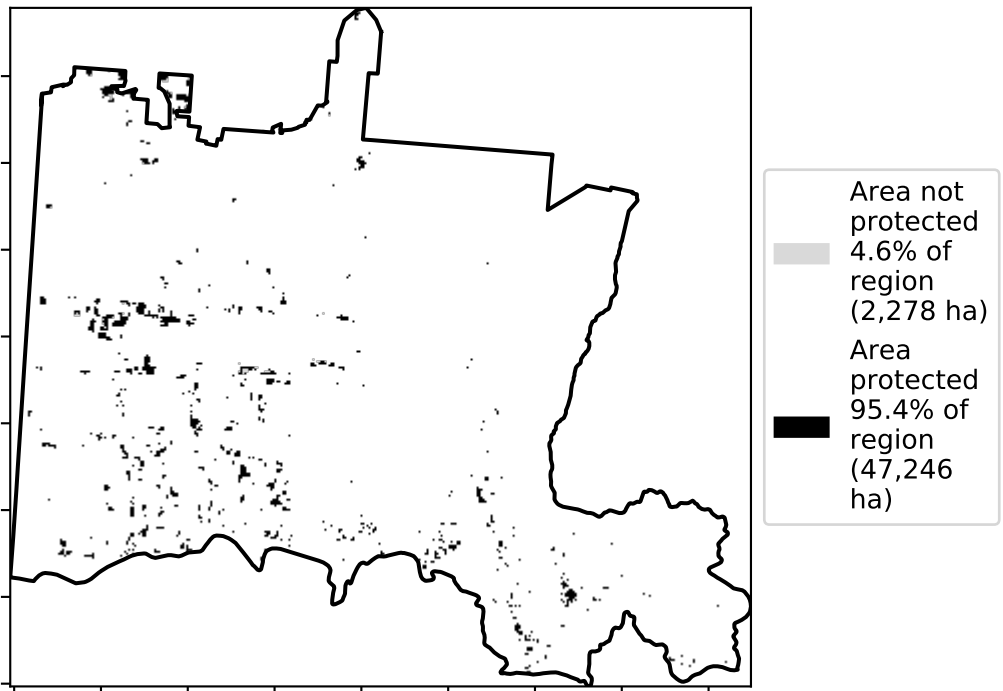 Area not
protected
4.6% of
region
(2,278 ha)
Area
protected
95.4% of
region
(47,246
ha)